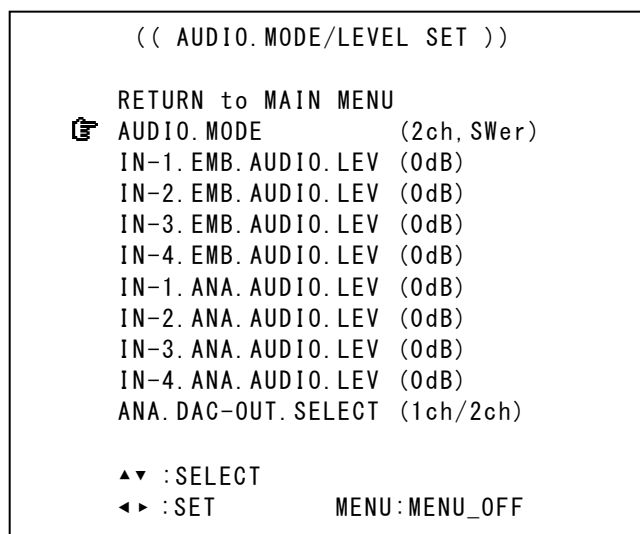 (( AUDIO.MODE/LEVEL SET ))
RETURN to MAIN MENU
AUDIO.MODE (2ch,SWer)
IN-1.EMB.AUDIO.LEV (0dB)
IN-2.EMB.AUDIO.LEV (0dB)
IN-3.EMB.AUDIO.LEV (0dB)
IN-4.EMB.AUDIO.LEV (0dB)
IN-1.ANA.AUDIO.LEV (0dB)
IN-2.ANA.AUDIO.LEV (0dB)
IN-3.ANA.AUDIO.LEV (0dB)
IN-4.ANA.AUDIO.LEV (0dB)
ANA.DAC-OUT.SELECT (1ch/2ch)
▲▼ :SELECT
◄► :SET MENU:MENU_OFF